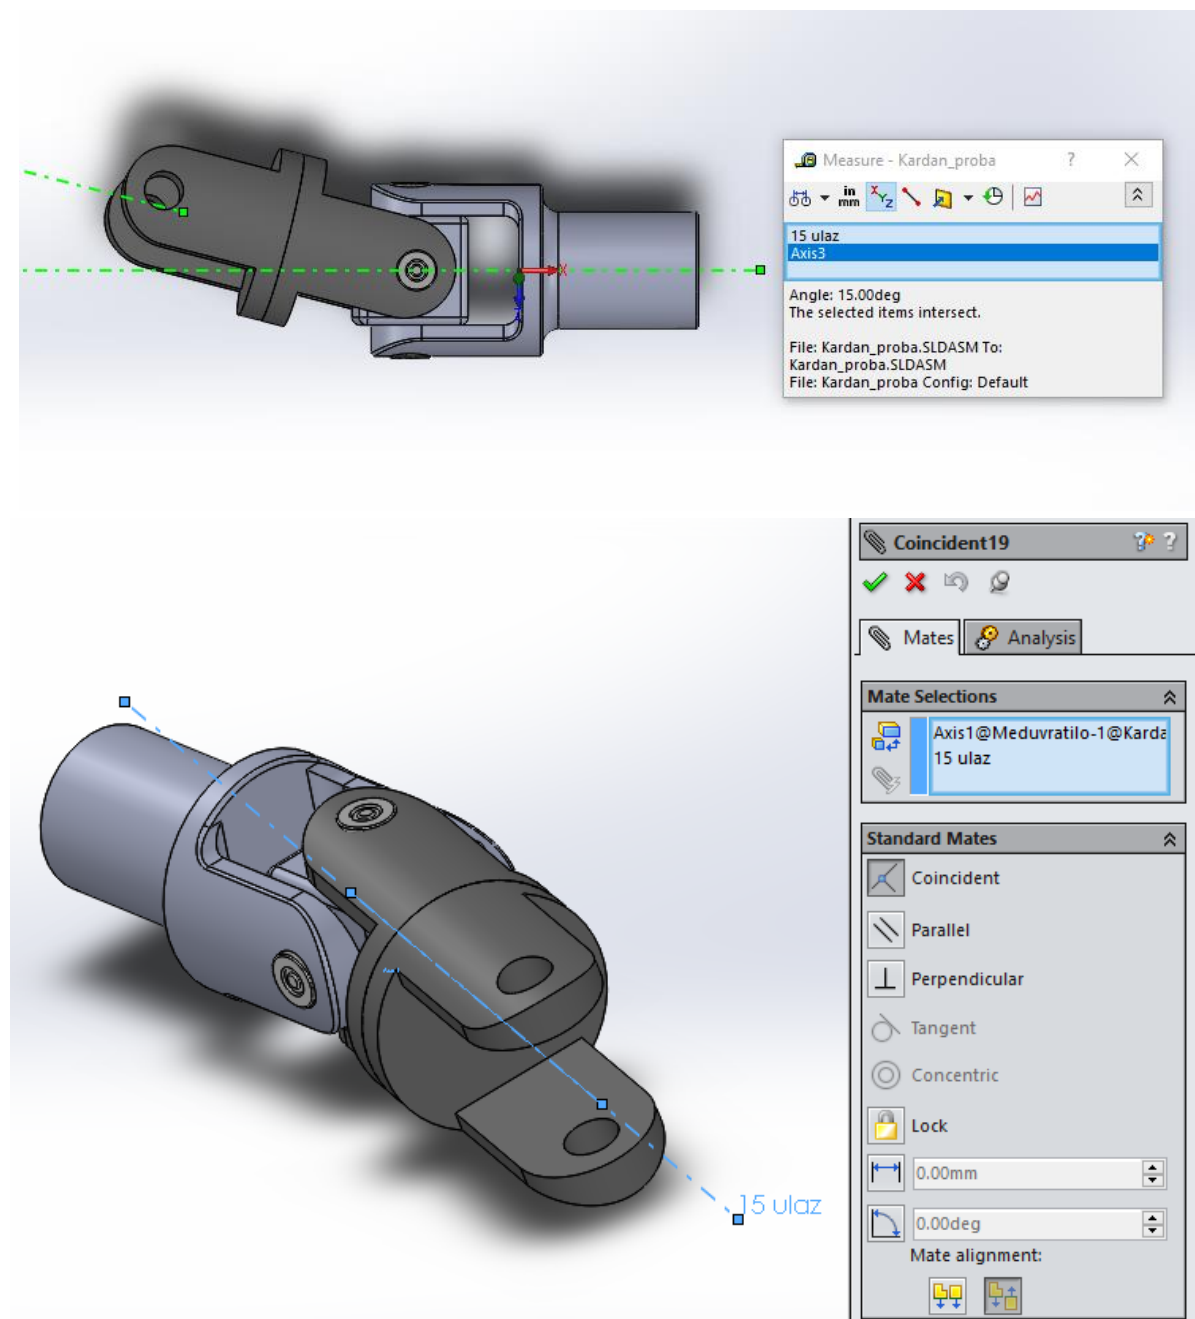 Measure - Kardan_proba
?
in
mm
XYZ
15 ulaz
Axis3
Angle: 15.00deg
The selected items intersect.
File: Kardan_proba.SLDASM To:
Kardan_proba.SLDASM
File: Kardan_proba Config: Default
X
Coincident19
? ?
Mates
Analysis
Mate Selections
Axis1@Meduvratilo-1@Karda
15 ulaz
Standard Mates
Coincident
Parallel
Perpendicular
Tangent
Concentric
Lock
0.00mm
0.00deg
Mate alignment:
15 ulaz